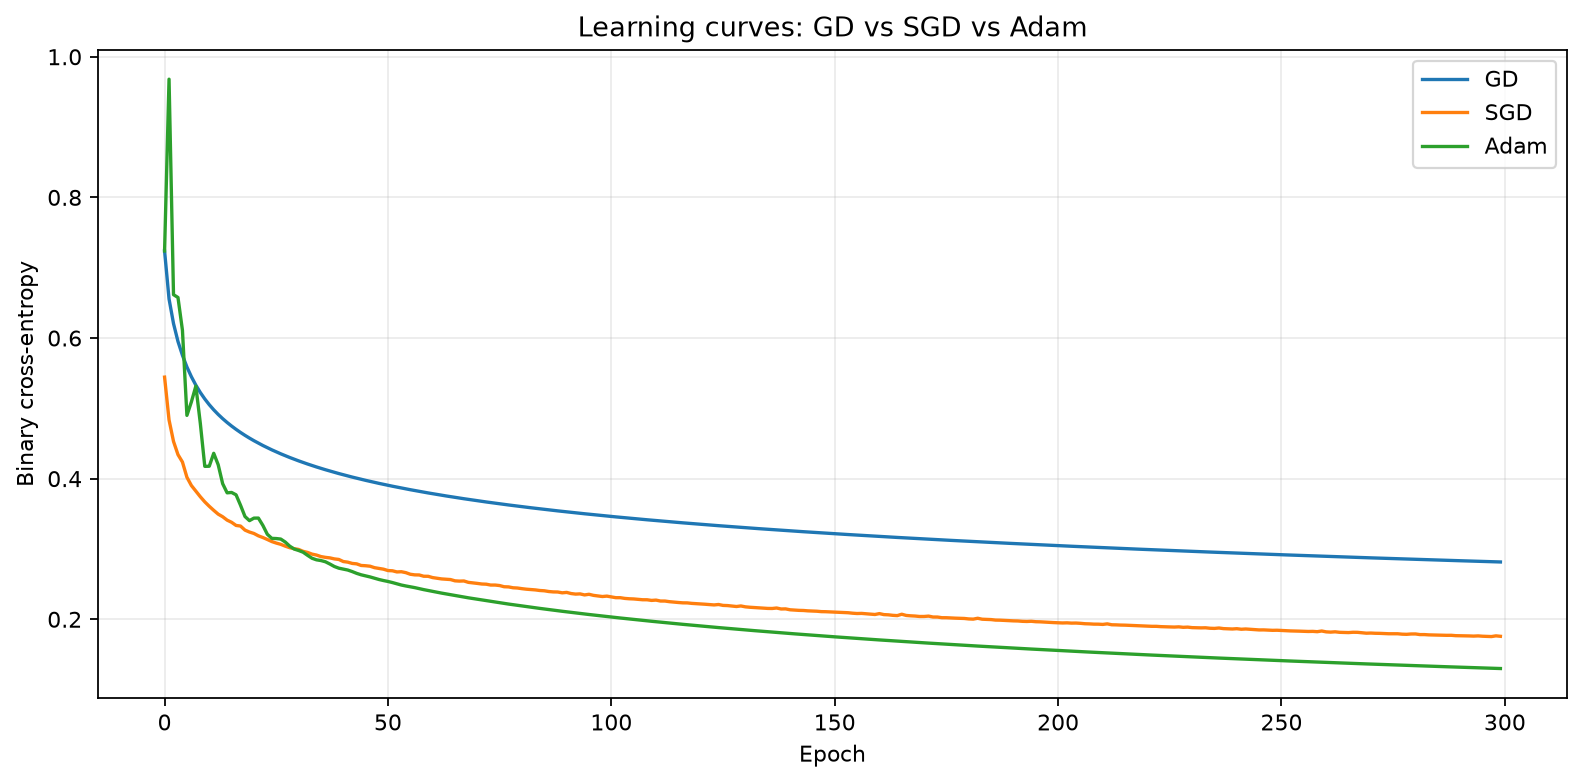 Learning curves: GD vs SGD vs Adam
GD
SGD
Adam
Binary cross-entropy
1.0
0.8
0.6
0.4
0.2
0 50 100 150 200 250 300
Epoch